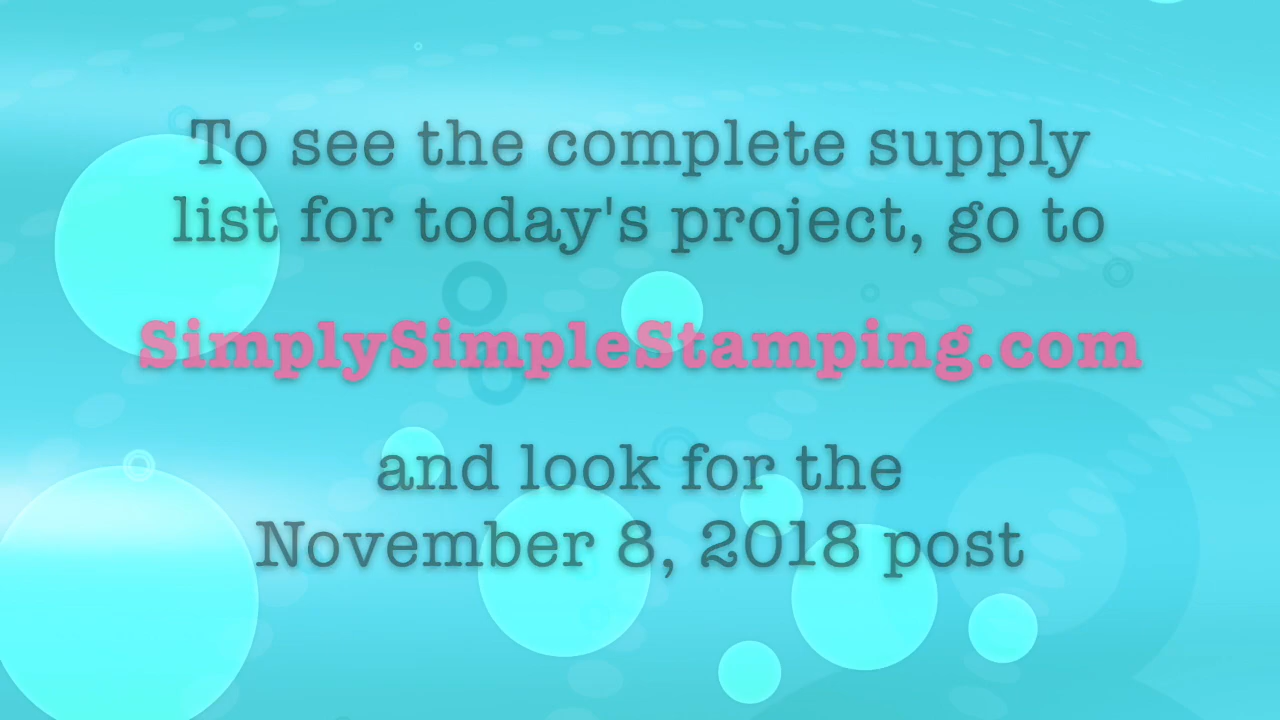 To see the complete supply
list for today's project, go to
SimplySimpleStamping.com
and look for the
November 8, 2018 post